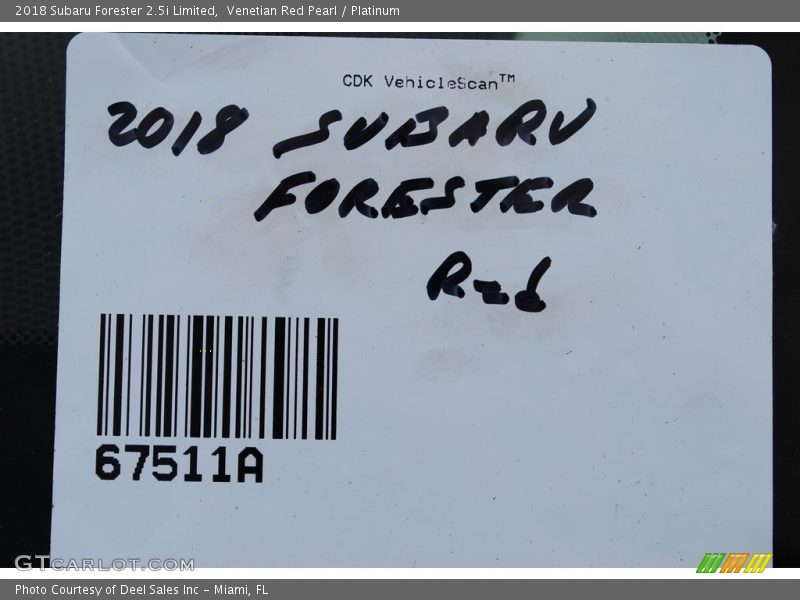 2018 Subaru Forester 2.5i Limited,  Venetian Red Pearl / Platinum
CDK VehicleScan™
2018 SUBARU
FORESTER
Red
67511A
GTCARLOT.COM
Photo Courtesy of Deel Sales Inc – Miami, FL